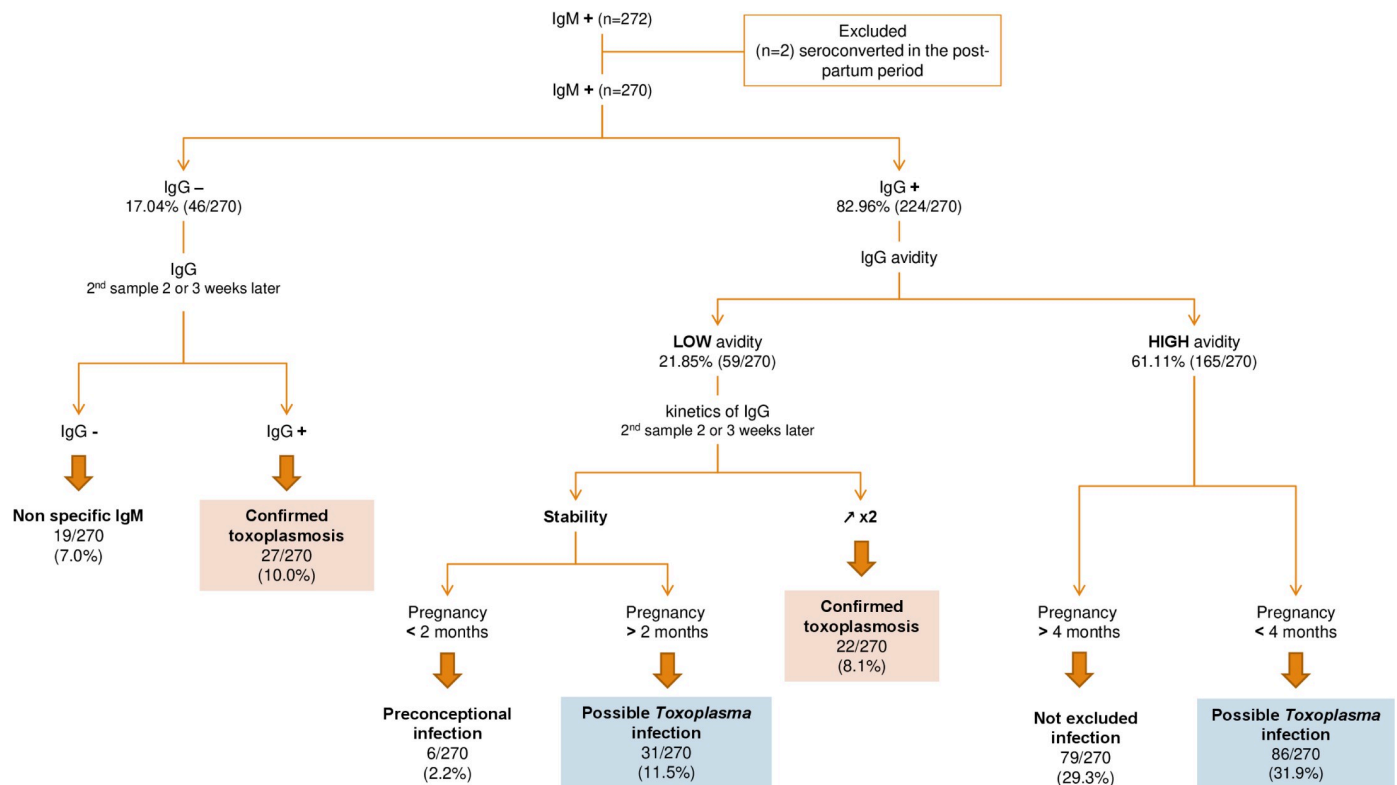 IgM + (n=272)
Excluded
(n=2) seroconverted in the post-
partum period
IgM + (n=270)
IgG –
17.04% (46/270)
IgG +
82.96% (224/270)
IgG
2nd sample 2 or 3 weeks later
IgG avidity
LOW avidity
21.85% (59/270)
HIGH avidity
61.11% (165/270)
kinetics of IgG
2nd sample 2 or 3 weeks later
IgG -
IgG +
Non specific IgM
19/270
(7.0%)
Confirmed
toxoplasmosis
27/270
(10.0%)
Stability
↗ x2
Pregnancy
< 2 months
Pregnancy
> 2 months
Confirmed
toxoplasmosis
22/270
(8.1%)
Pregnancy
> 4 months
Pregnancy
< 4 months
Preconceptional
infection
6/270
(2.2%)
Possible Toxoplasma
infection
31/270
(11.5%)
Not excluded
infection
79/270
(29.3%)
Possible Toxoplasma
infection
86/270
(31.9%)